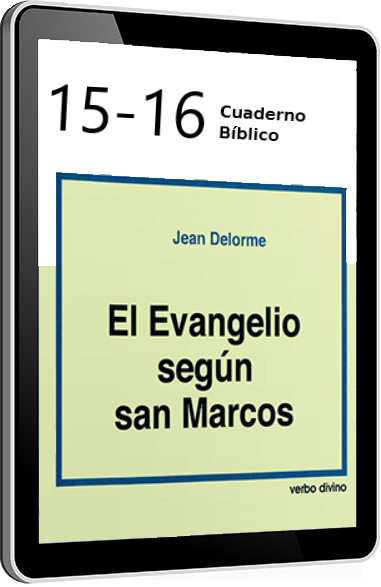 15-16
Cuaderno
Bíblico
Jean Delorme
El Evangelio
según
san Marcos
verbo divino